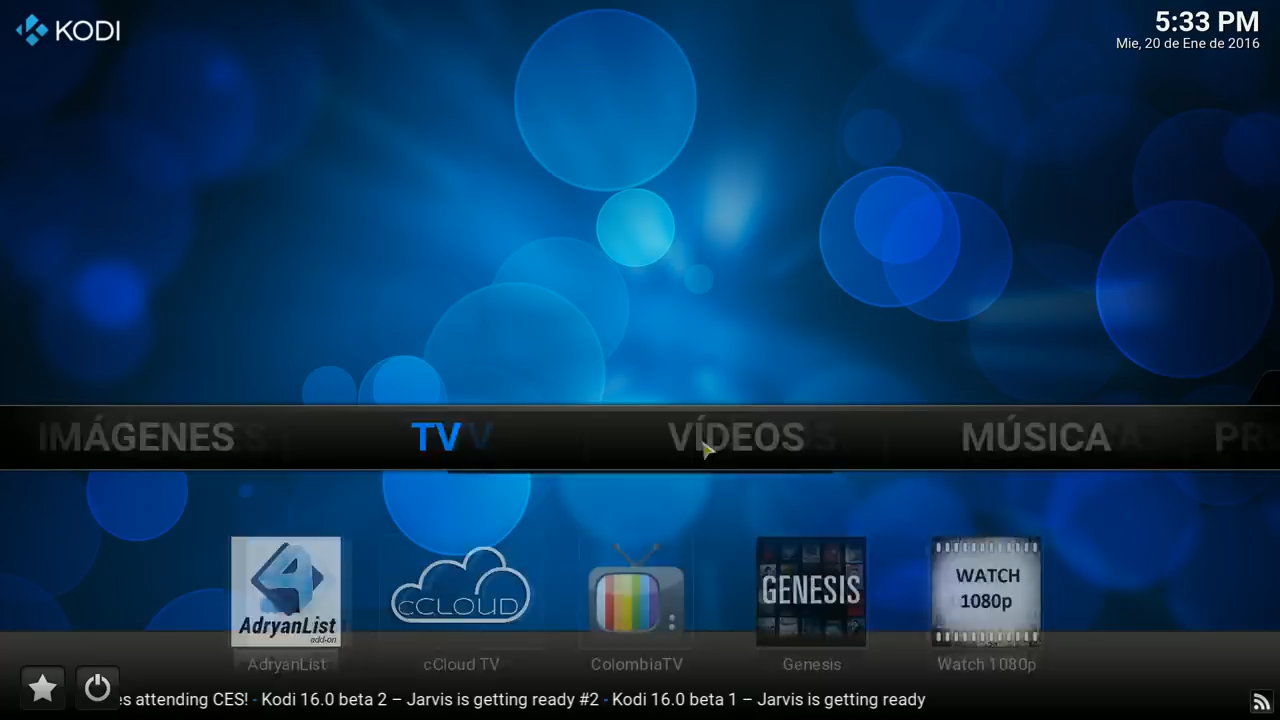 KODI
5:33 PM
Mie, 20 de Ene de 2016
IMÁGENES TV VÍDEOS MÚSICA
4
AdryanList
add-on
cCLOUD
GENESIS
WATCH
1080p
AdryanList cCloud TV ColombiaTV Genesis Watch 1080p
es attending CES! - Kodi 16.0 beta 2 – Jarvis is getting ready #2 - Kodi 16.0 beta 1 – Jarvis is getting ready